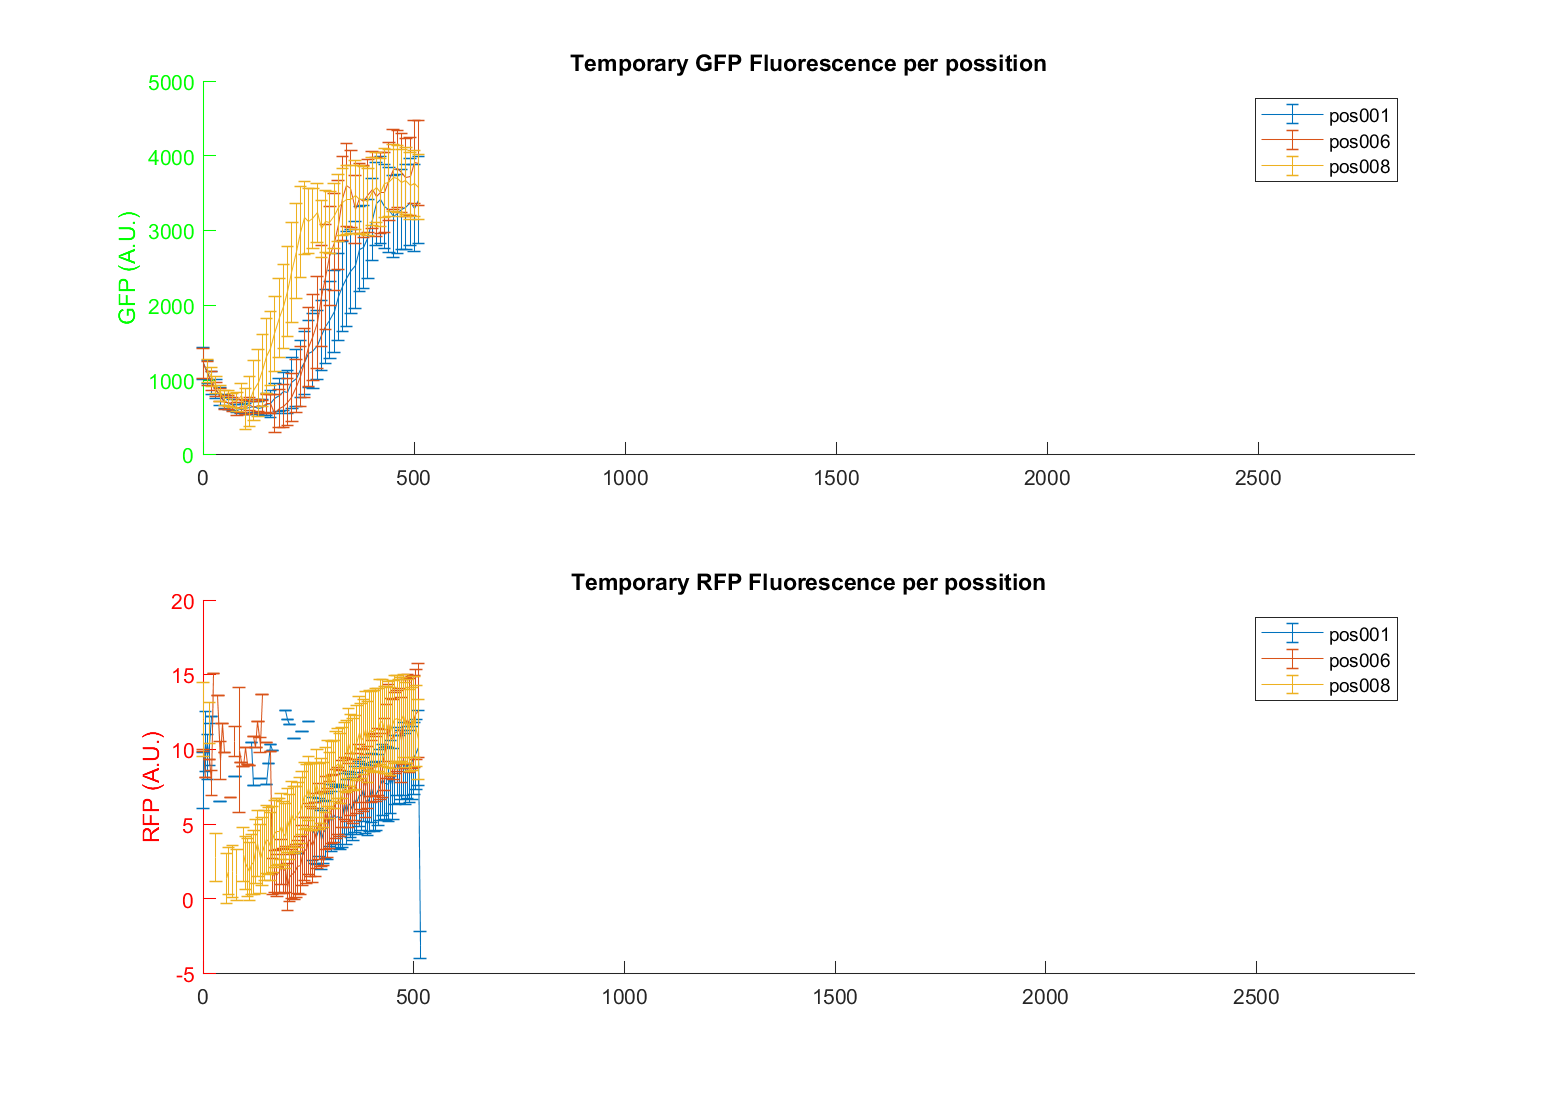 Temporary GFP Fluorescence per possition
5000
4000
3000
2000
1000
0
GFP (A.U.)
0 500 1000 1500 2000 2500
pos001
pos006
pos008
Temporary RFP Fluorescence per possition
20
15
10
5
0
-5
RFP (A.U.)
0 500 1000 1500 2000 2500
pos001
pos006
pos008